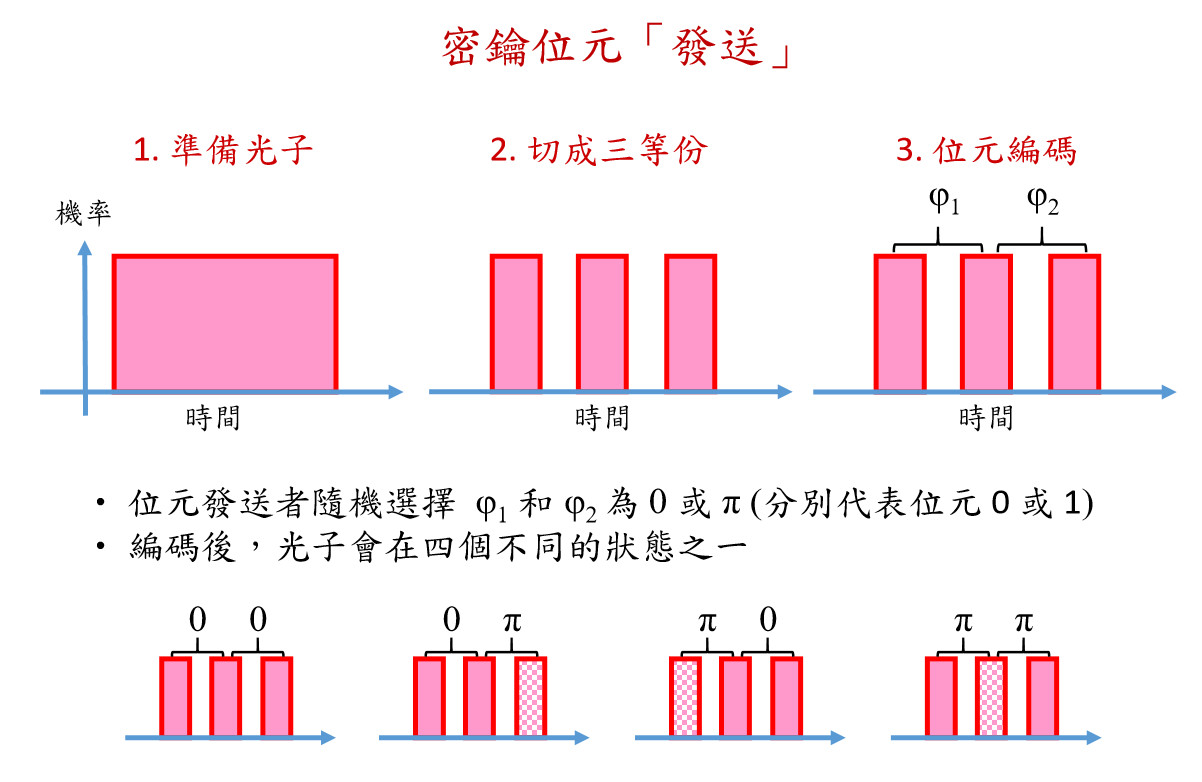 密鑰位元「發送」
1. 準備光子
2. 切成三等份
3. 位元編碼
φ1 φ2
機率
時間
時間
時間
• 位元發送者隨機選擇 φ1 和 φ2 為 0 或 π (分別代表位元 0 或 1)
• 編碼後，光子會在四個不同的狀態之一
0 0
0 π
π 0
π π